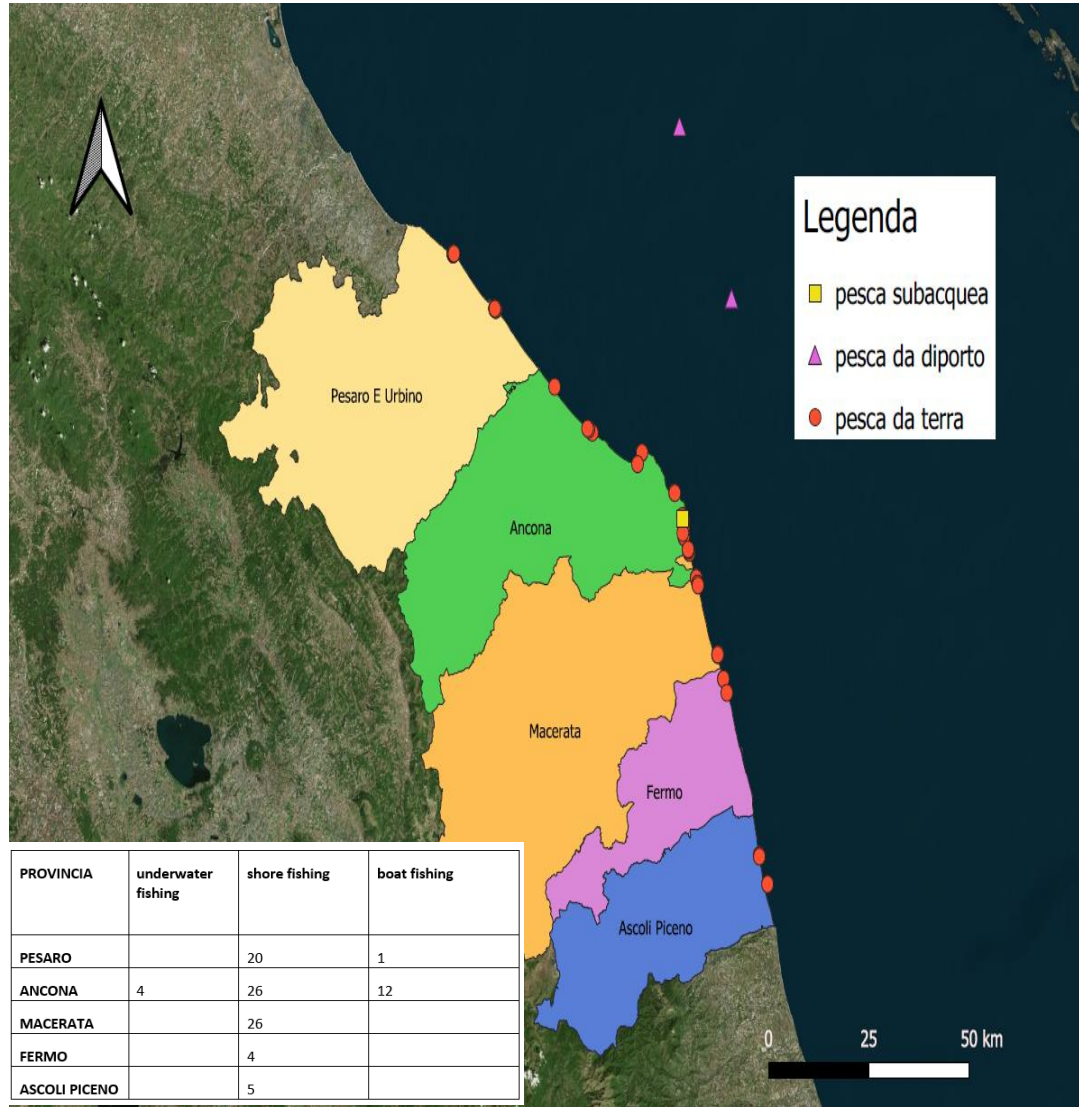 Legenda
pesca subacquea
pesca da diporto
pesca da terra
Pesaro E Urbino
Ancona
Macerata
Fermo
Ascoli Piceno
PROVINCIA underwater fishing shore fishing boat fishing
PESARO 20 1
ANCONA 4 26 12
MACERATA 26
FERMO 4
ASCOLI PICENO 5
0 25 50 km